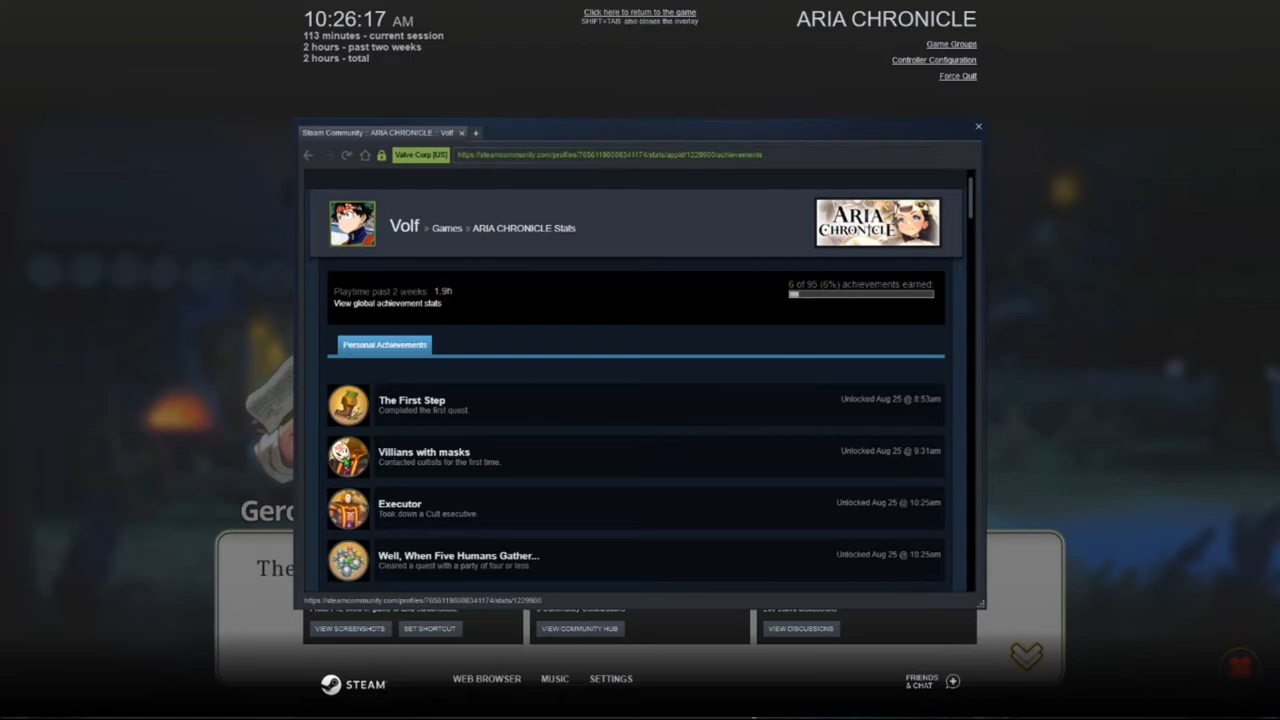 10:26:17 AM
113 minutes - current session
2 hours - past two weeks
2 hours - total
Click here to return to the game
SHIFT+TAB also closes the overlay
ARIA CHRONICLE
Game Groups
Controller Configuration
Force Quit
Steam Community :: ARIA CHRONICLE :: Volf
Valve Corp [US]
Volf » Games » ARIA CHRONICLE Stats
ARIA CHRONICLE
Playtime past 2 weeks: 1.9h
View global achievement stats
6 of 95 (6%) achievements earned:
Personal Achievements
The First Step
Completed the first quest.
Unlocked Aug 25 @ 8:53am
Villians with masks
Contacted cultists for the first time.
Unlocked Aug 25 @ 9:31am
Executor
Took down a Cult executive.
Unlocked Aug 25 @ 10:25am
Well, When Five Humans Gather...
Cleared a quest with a party of four or less.
Unlocked Aug 25 @ 10:25am
Gero
The
VIEW SCREENSHOTS
SET SHORTCUT
VIEW COMMUNITY HUB
VIEW DISCUSSIONS
STEAM
WEB BROWSER
MUSIC
SETTINGS
FRIENDS & CHAT